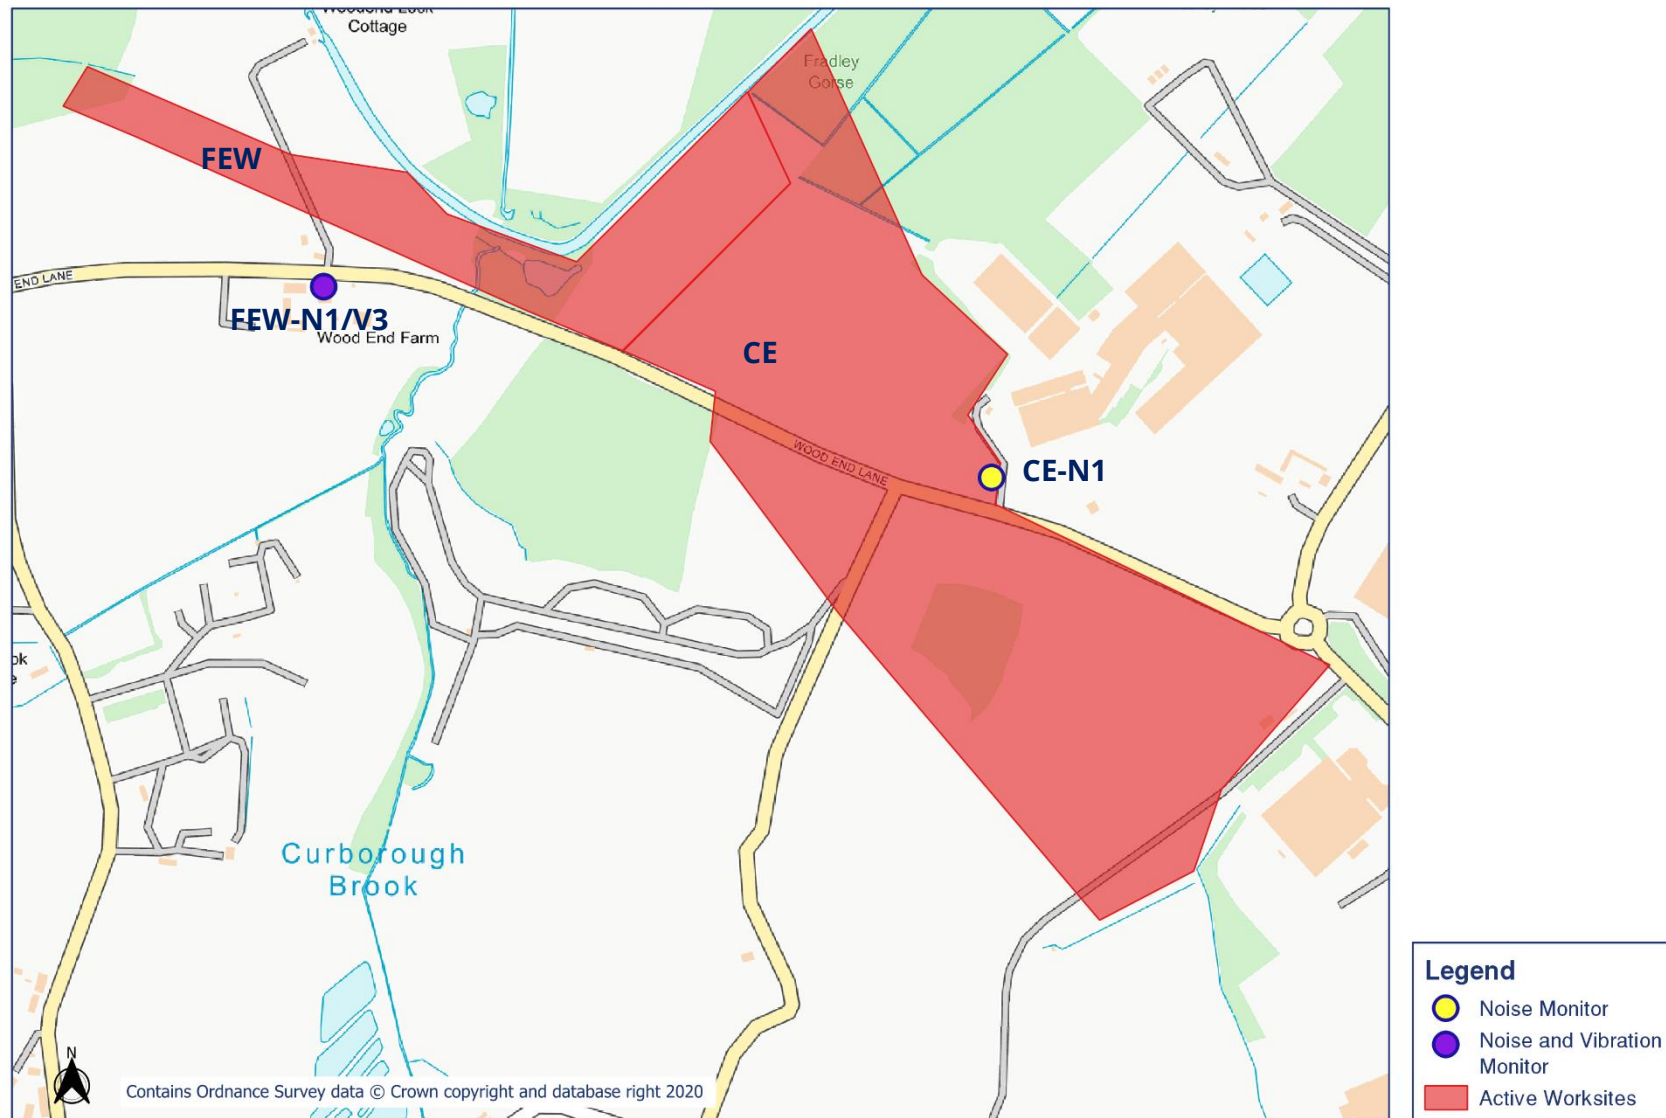 Cottage
Fradley
Gorse
FEW
END LANE
FEW-N1/V3
Wood End Farm
CE
WOOD END LANE
CE-N1
Curborough
Brook
N
Contains Ordnance Survey data © Crown copyright and database right 2020
Legend
Noise Monitor
Noise and Vibration
Monitor
Active Worksites